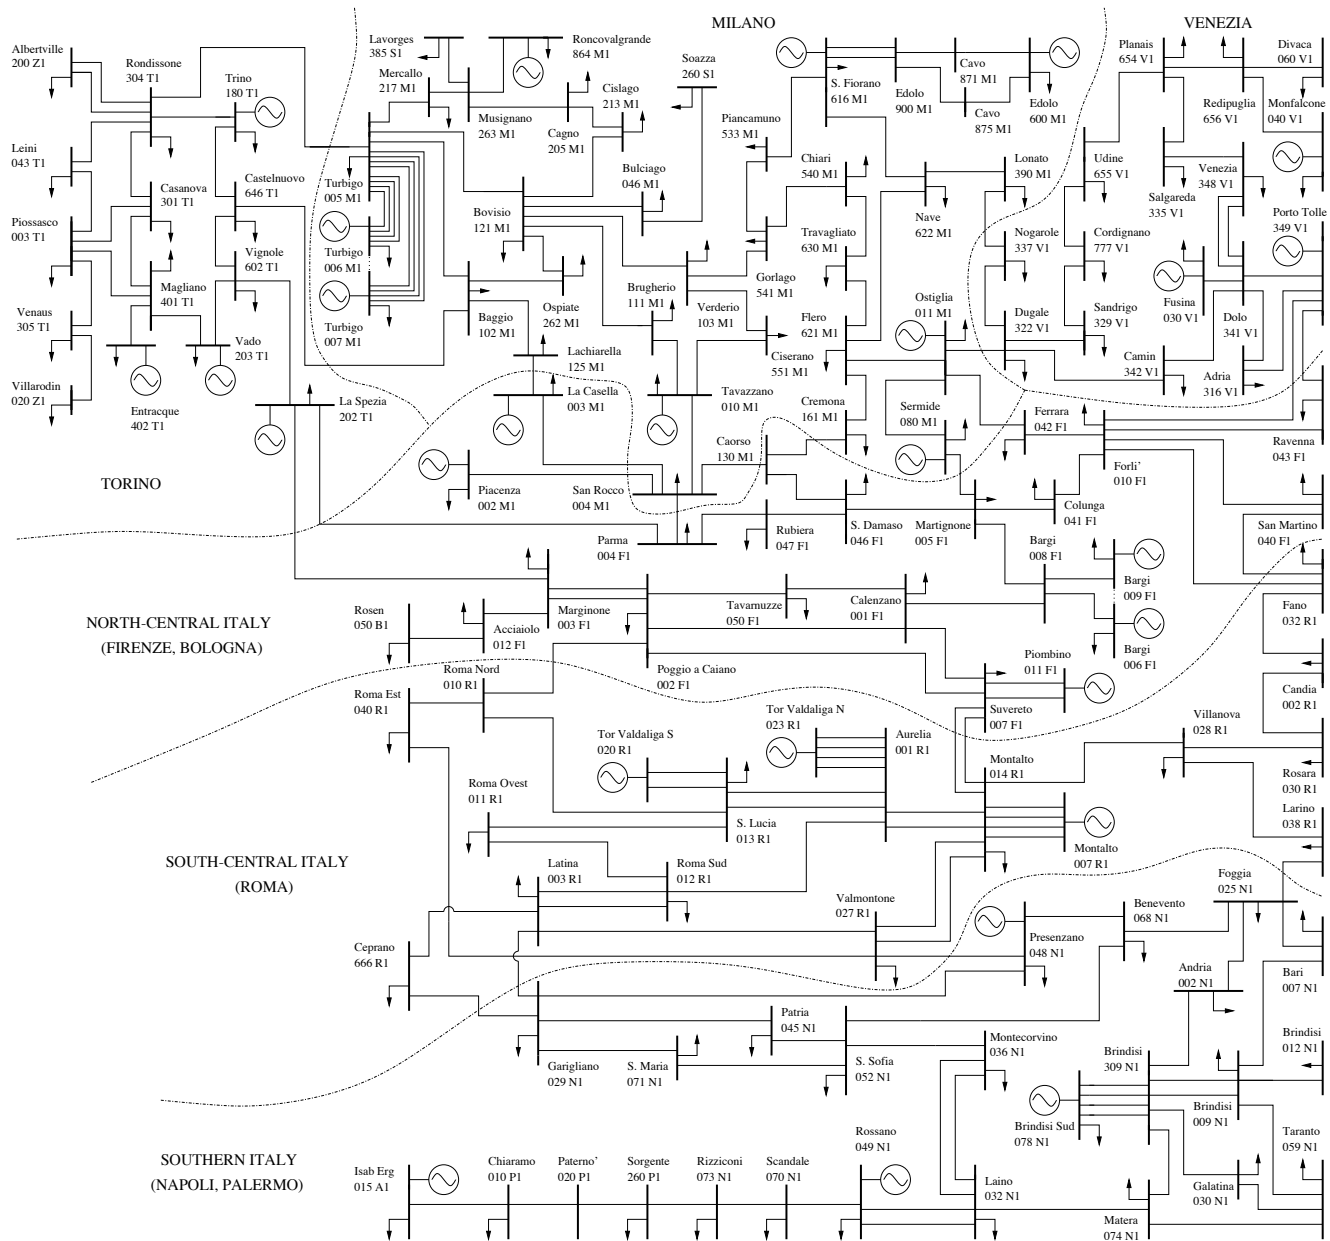 MILANO
VENEZIA
Albertville
200 Z1
Rondissone
304 T1
Trino
180 T1
Leini
043 T1
Casanova
301 T1
Castelnuovo
646 T1
Piossasco
003 T1
Magliano
401 T1
Vignole
602 T1
Venaus
305 T1
Vado
203 T1
Villarodin
020 Z1
Entracque
402 T1
La Spezia
202 T1
TORINO
Lavorges
385 S1
Roncovalgrande
864 M1
Mercallo
217 M1
Musignano
263 M1
Cislago
213 M1
Cagno
205 M1
Soazza
260 S1
Turbigo
005 M1
Turbigo
006 M1
Turbigo
007 M1
Bovisio
121 M1
Bulciago
046 M1
Baggio
102 M1
Ospiate
262 M1
Lachiarella
125 M1
Brugherio
111 M1
Verderio
103 M1
La Casella
003 M1
Tavazzano
010 M1
Piacenza
002 M1
San Rocco
004 M1
Caorso
130 M1
Piancamuno
533 M1
Gorlago
541 M1
Ciserano
551 M1
S. Fiorano
616 M1
Edolo
900 M1
Cavo
871 M1
Cavo
875 M1
Edolo
600 M1
Chiari
540 M1
Travagliato
630 M1
Flero
621 M1
Cremona
161 M1
Nave
622 M1
Lonato
390 M1
Ostiglia
011 M1
Sermide
080 M1
Nogarole
337 V1
Dugale
322 V1
Planais
654 V1
Divaca
060 V1
Redipuglia
656 V1
Monfalcone
040 V1
Udine
655 V1
Salgareda
335 V1
Venezia
348 V1
Porto Tolle
349 V1
Cordignano
777 V1
Sandrigo
329 V1
Fusina
030 V1
Dolo
341 V1
Camin
342 V1
Adria
316 V1
Ferrara
042 F1
Forli'
010 F1
Ravenna
043 F1
Colunga
041 F1
San Martino
040 F1
Martignone
005 F1
S. Damaso
046 F1
Rubiera
047 F1
Parma
004 F1
Bargi
008 F1
Bargi
009 F1
Bargi
006 F1
Fano
032 R1
NORTH-CENTRAL ITALY
(FIRENZE, BOLOGNA)
Rosen
050 B1
Acciaiolo
012 F1
Marginone
003 F1
Tavarnuzze
050 F1
Calenzano
001 F1
Poggio a Caiano
002 F1
Piombino
011 F1
Suvereto
007 F1
Candia
002 R1
Roma Nord
010 R1
Roma Est
040 R1
Tor Valdaliga S
020 R1
Tor Valdaliga N
023 R1
Aurelia
001 R1
Montalto
014 R1
Villanova
028 R1
Rosara
030 R1
Larino
038 R1
Roma Ovest
011 R1
S. Lucia
013 R1
Montalto
007 R1
SOUTH-CENTRAL ITALY
(ROMA)
Latina
003 R1
Roma Sud
012 R1
Valmontone
027 R1
Ceprano
666 R1
Presenzano
048 N1
Benevento
068 N1
Foggia
025 N1
Andria
002 N1
Bari
007 N1
Patria
045 N1
Garigliano
029 N1
S. Maria
071 N1
S. Sofia
052 N1
Montecorvino
036 N1
Brindisi
309 N1
Brindisi
012 N1
Brindisi
009 N1
Brindisi Sud
078 N1
Taranto
059 N1
Galatina
030 N1
SOUTHERN ITALY
(NAPOLI, PALERMO)
Isab Erg
015 A1
Chiaramo
010 P1
Paterno'
020 P1
Sorgente
260 P1
Rizziconi
073 N1
Scandale
070 N1
Rossano
049 N1
Laino
032 N1
Matera
074 N1